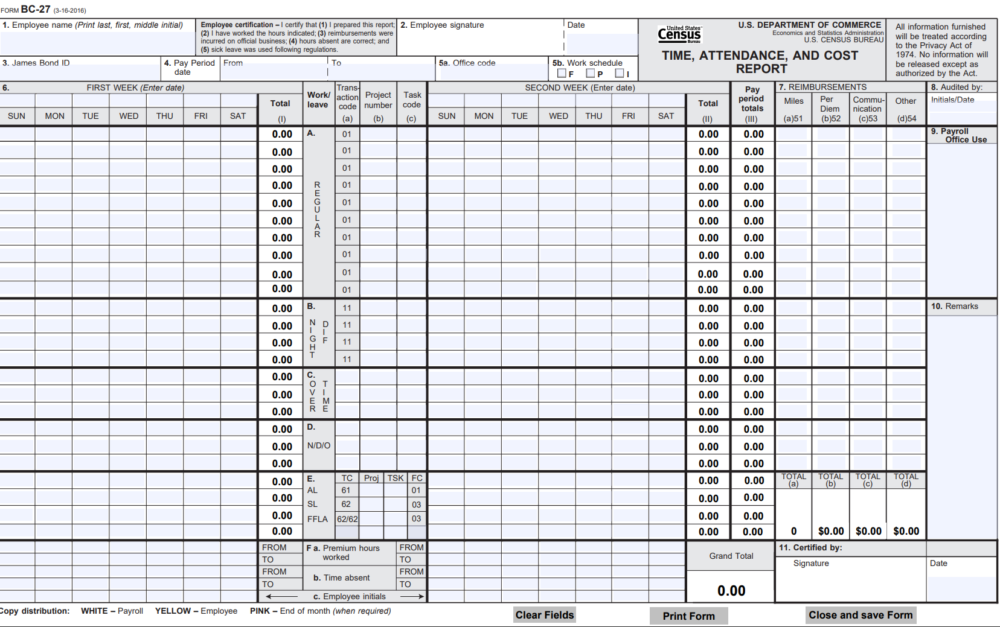 FORM BC-27 (3-16-2016)
1. Employee name (Print last, first, middle initial)
Employee certification – I certify that (1) I prepared this report;
(2) I have worked the hours indicated; (3) reimbursements were
incurred on official business; (4) hours absent are correct; and
(5) sick leave was used following regulations.
2. Employee signature
Date
United States™
Census
Bureau
U.S. DEPARTMENT OF COMMERCE
Economics and Statistics Administration
U.S. CENSUS BUREAU
TIME, ATTENDANCE, AND COST
REPORT
All information furnished
will be treated according
to the Privacy Act of
1974. No information will
be released except as
authorized by the Act.
3. James Bond ID
4. Pay Period
date
From
To
5a. Office code
5b. Work schedule
F P I
6. FIRST WEEK (Enter date)
SUN MON TUE WED THU FRI SAT
Total
(I)
Work/
leave
Trans-
action
code
(a)
Project
number
(b)
Task
code
(c)
SECOND WEEK (Enter date)
SUN MON TUE WED THU FRI SAT
Total
(II)
Pay
period
totals
(III)
7. REIMBURSEMENTS
Miles
(a)51
Per
Diem
(b)52
Commu-
nication
(c)53
Other
(d)54
8. Audited by:
Initials/Date
9. Payroll
Office Use
0.00 A. 01 0.00 0.00
0.00 01 0.00 0.00
0.00 01 0.00 0.00
0.00 01 0.00 0.00
0.00 01 0.00 0.00
0.00 01 0.00 0.00
0.00 01 0.00 0.00
0.00 01 0.00 0.00
0.00 01 0.00 0.00
0.00 01 0.00 0.00
REGULAR
0.00 B. 11 0.00 0.00
0.00 11 0.00 0.00
0.00 11 0.00 0.00
0.00 11 0.00 0.00
NIGHT
DIF
10. Remarks
0.00 C. 0.00 0.00
0.00 0.00 0.00
0.00 0.00 0.00
OVER
TIME
0.00 D. 0.00 0.00
0.00 N/D/O 0.00 0.00
0.00 0.00 0.00
E. TC Proj TSK FC
0.00 AL 61 01 0.00 0.00
0.00 SL 62 03 0.00 0.00
0.00 FFLA 62/62 03 0.00 0.00
0.00 0.00 0.00
TOTAL
(a)
TOTAL
(b)
TOTAL
(c)
TOTAL
(d)
0 $0.00 $0.00 $0.00
FROM F a. Premium hours FROM
TO worked TO
FROM b. Time absent FROM
TO TO
c. Employee initials
Grand Total
0.00
11. Certified by:
Signature
Date
Copy distribution: WHITE – Payroll YELLOW – Employee PINK – End of month (when required)
Clear Fields
Print Form
Close and save Form